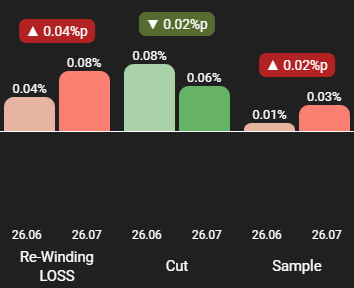 ▲ 0.04%p
▼ 0.02%p
▲ 0.02%p
0.04%
0.08%
0.08%
0.06%
0.01%
0.03%
26.06
26.07
26.06
26.07
26.06
26.07
Re-Winding
LOSS
Cut
Sample